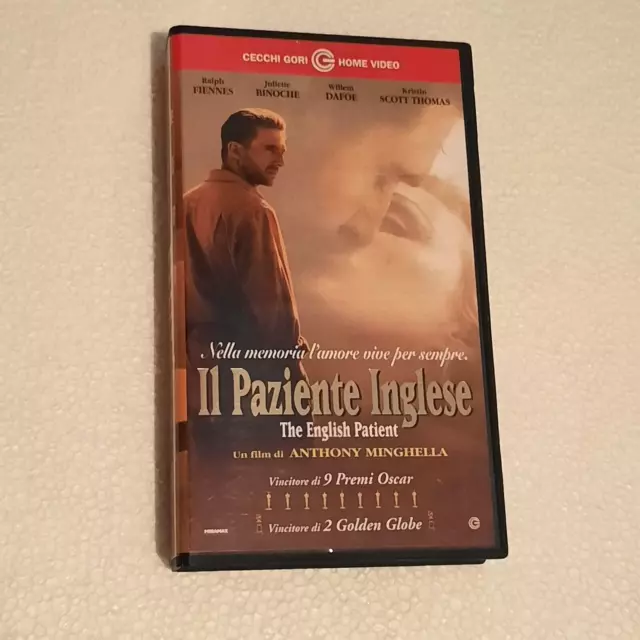 CECCHI GORI G HOME VIDEO
Ralph Juliette Willem Kristin
FIENNES BINOCHE DAFOE SCOTT THOMAS
Nella memoria l'amore vive per sempre.
Il Paziente Inglese
The English Patient
Un film di ANTHONY MINGHELLA
Vincitore di 9 Premi Oscar
Vincitore di 2 Golden Globe
MIRAMAX